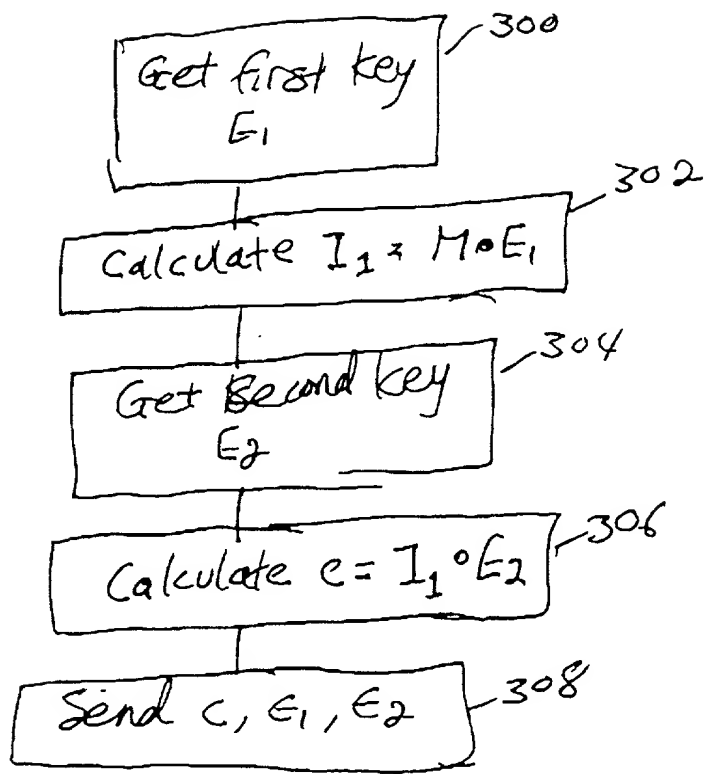 300
Get first key
E₁
302
Calculate I₁ = M∘E₁
304
Get second key
E₂
306
Calculate c = I₁∘E₂
Send c, E₁, E₂
308